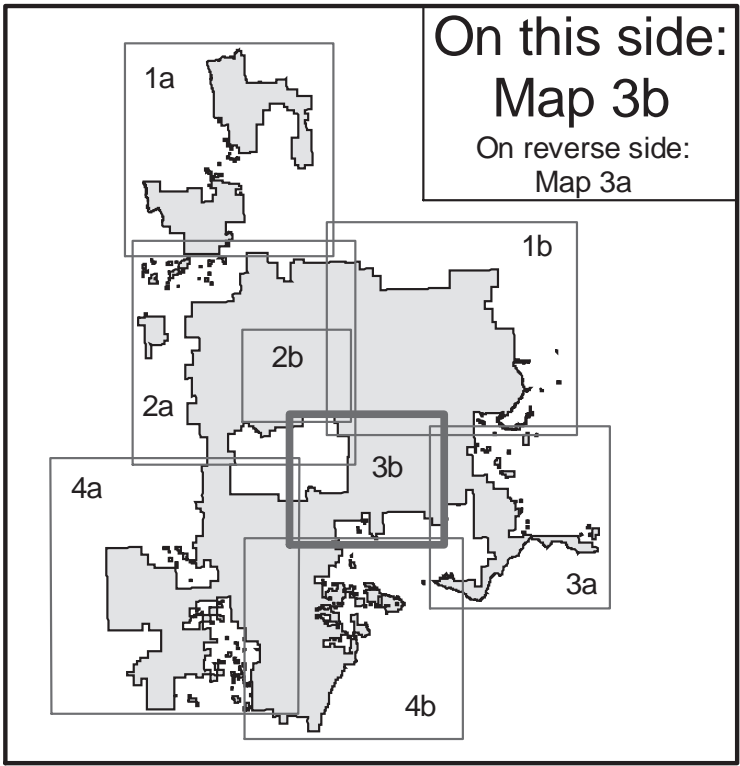 On this side:
Map 3b
On reverse side:
Map 3a
1a
1b
2b
2a
3b
4a
3a
4b